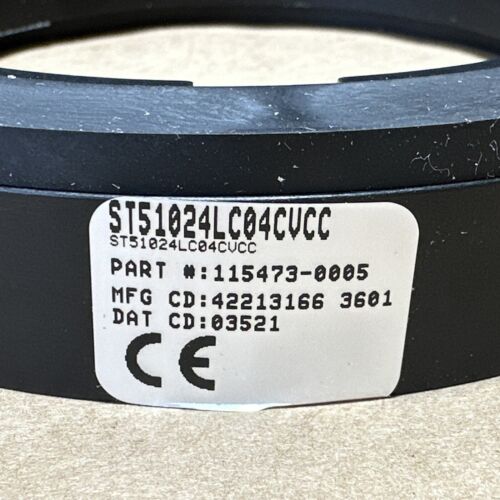 ST51024LC04CVCC
ST51024LC04CVCC
PART #:115473-0005
MFG CD:42213166 3601
DAT CD:03521
CE